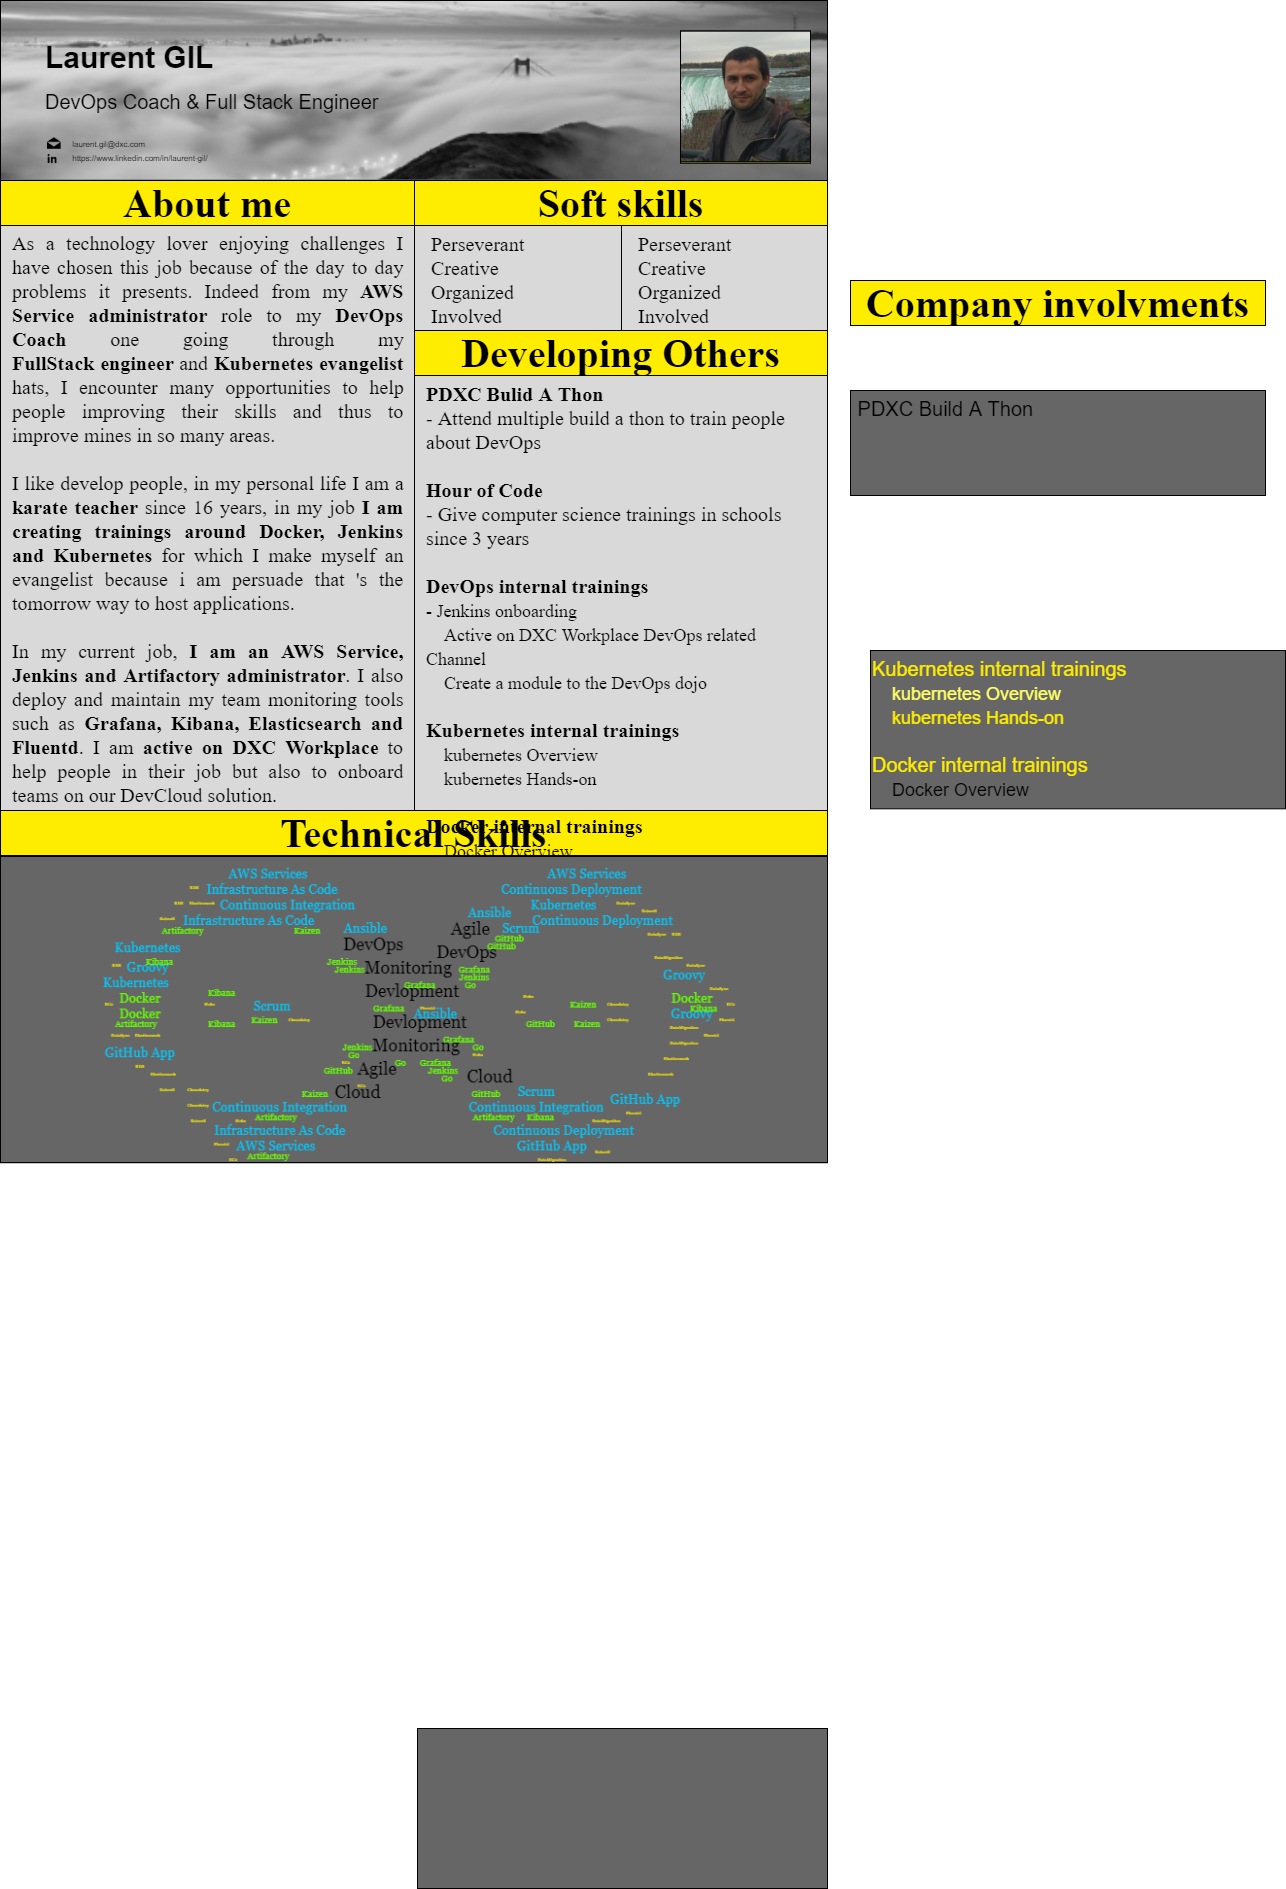 Laurent GIL
DevOps Coach & Full Stack Engineer
laurent.gil@dxc.com
https://www.linkedin.com/in/laurent-gil/
About me
As a technology lover enjoying challenges I
have chosen this job because of the day to day
problems it presents. Indeed from my AWS
Service administrator role to my DevOps
Coach one going through my
FullStack engineer and Kubernetes evangelist
hats, I encounter many opportunities to help
people improving their skills and thus to
improve mines in so many areas.
I like develop people, in my personal life I am a
karate teacher since 16 years, in my job I am
creating trainings around Docker, Jenkins
and Kubernetes for which I make myself an
evangelist because i am persuade that 's the
tomorrow way to host applications.
In my current job, I am an AWS Service,
Jenkins and Artifactory administrator. I also
deploy and maintain my team monitoring tools
such as Grafana, Kibana, Elasticsearch and
Fluentd. I am active on DXC Workplace to
help people in their job but also to onboard
teams on our DevCloud solution.
Soft skills
Perseverant
Creative
Organized
Involved
Perseverant
Creative
Organized
Involved
Developing Others
PDXC Bulid A Thon
- Attend multiple build a thon to train people
about DevOps
Hour of Code
- Give computer science trainings in schools
since 3 years
DevOps internal trainings
- Jenkins onboarding
Active on DXC Workplace DevOps related
Channel
Create a module to the DevOps dojo
Kubernetes internal trainings
kubernetes Overview
kubernetes Hands-on
Docker internal trainings
Docker Overview
Technical Skills
AWS Services
AWS Services
Infrastructure As Code
Continuous Deployment
Continuous Integration
Kubernetes
Ansible
Infrastructure As Code
Continuous Deployment
Ansible
Agile
Scrum
Artifactory
Kaizen
GitHub
DevOps
GitHub
Kubernetes
DevOps
Kibana
Jenkins
Groovy
Jenkins
Monitoring
Grafana
Groovy
Jenkins
Kubernetes
Grafana
Go
Kibana
Devlopment
Docker
Docker
Scrum
Grafana
Kaizen
Kibana
Docker
Ansible
Groovy
Artifactory
Kibana
Kaizen
Devlopment
GitHub
Kaizen
Grafana
Jenkins
Monitoring
Go
GitHub App
Go
Go
Grafana
GitHub
Agile
Jenkins
Cloud
Go
Kaizen
Cloud
GitHub
Scrum
GitHub App
Continuous Integration
Continuous Integration
Artifactory
Artifactory
Kibana
Infrastructure As Code
Continuous Deployment
AWS Services
GitHub App
Artifactory
Company involvments
PDXC Build A Thon
Kubernetes internal trainings
kubernetes Overview
kubernetes Hands-on
Docker internal trainings
Docker Overview